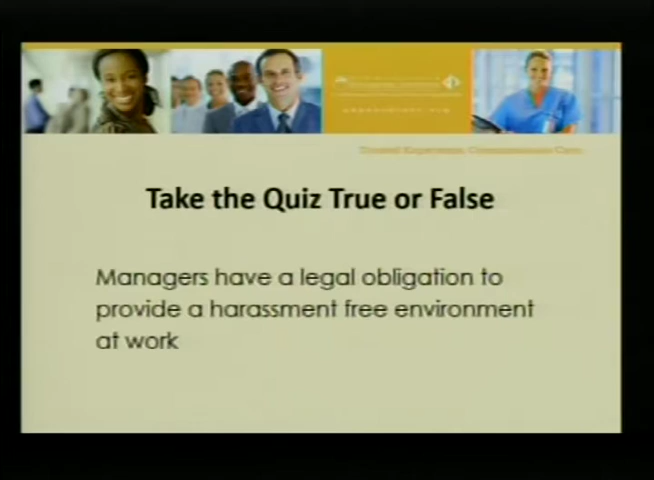 Take the Quiz True or False
Managers have a legal obligation to
provide a harassment free environment
at work